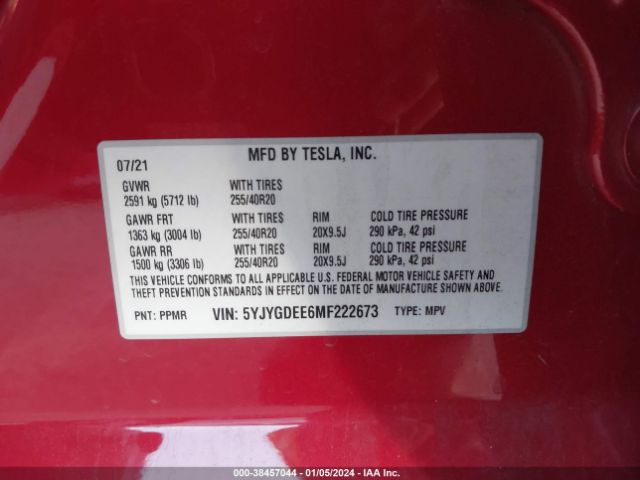 MFD BY TESLA, INC.
07/21
GVWR WITH TIRES
2591 kg (5712 lb) 255/40R20
GAWR FRT WITH TIRES RIM COLD TIRE PRESSURE
1363 kg (3004 lb) 255/40R20 20X9.5J 290 kPa, 42 psi
GAWR RR WITH TIRES RIM COLD TIRE PRESSURE
1500 kg (3306 lb) 255/40R20 20X9.5J 290 kPa, 42 psi
THIS VEHICLE CONFORMS TO ALL APPLICABLE U.S. FEDERAL MOTOR VEHICLE SAFETY AND
THEFT PREVENTION STANDARDS IN EFFECT ON THE DATE OF MANUFACTURE SHOWN ABOVE.
PNT: PPMR VIN: 5YJYGDEE6MF222673 TYPE: MPV
000-38457044 — 01/05/2024 - IAA Inc.